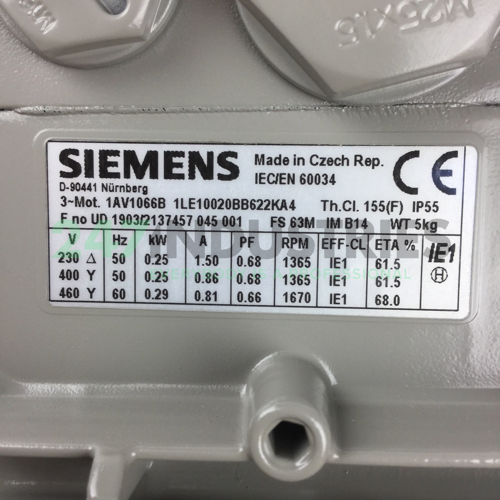 M25x1.5
SIEMENS
D-90441 Nürnberg
Made in Czech Rep.
IEC/EN 60034
CE
3~Mot. 1AV1066B 1LE10020BB622KA4 Th.Cl. 155(F) IP55
F no UD 1903/2137457 045 001 FS 63M IM B14 WT 5kg
V Hz kW A PF RPM EFF-CL ETA % IE1
230 Δ 50 0.25 1.50 0.68 1365 IE1 61.5
400 Y 50 0.25 0.86 0.68 1365 IE1 61.5
460 Y 60 0.29 0.81 0.66 1670 IE1 68.0
H
247 INDUSTRIES